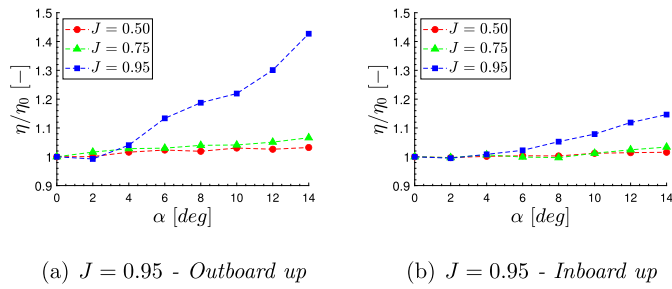 1.5
1.4
1.3
1.2
1.1
1
0.9
η/η₀ [−]
J = 0.50
J = 0.75
J = 0.95
0 2 4 6 8 10 12 14
α [deg]
(a) J = 0.95 - Outboard up
1.5
1.4
1.3
1.2
1.1
1
0.9
η/η₀ [−]
J = 0.50
J = 0.75
J = 0.95
0 2 4 6 8 10 12 14
α [deg]
(b) J = 0.95 - Inboard up